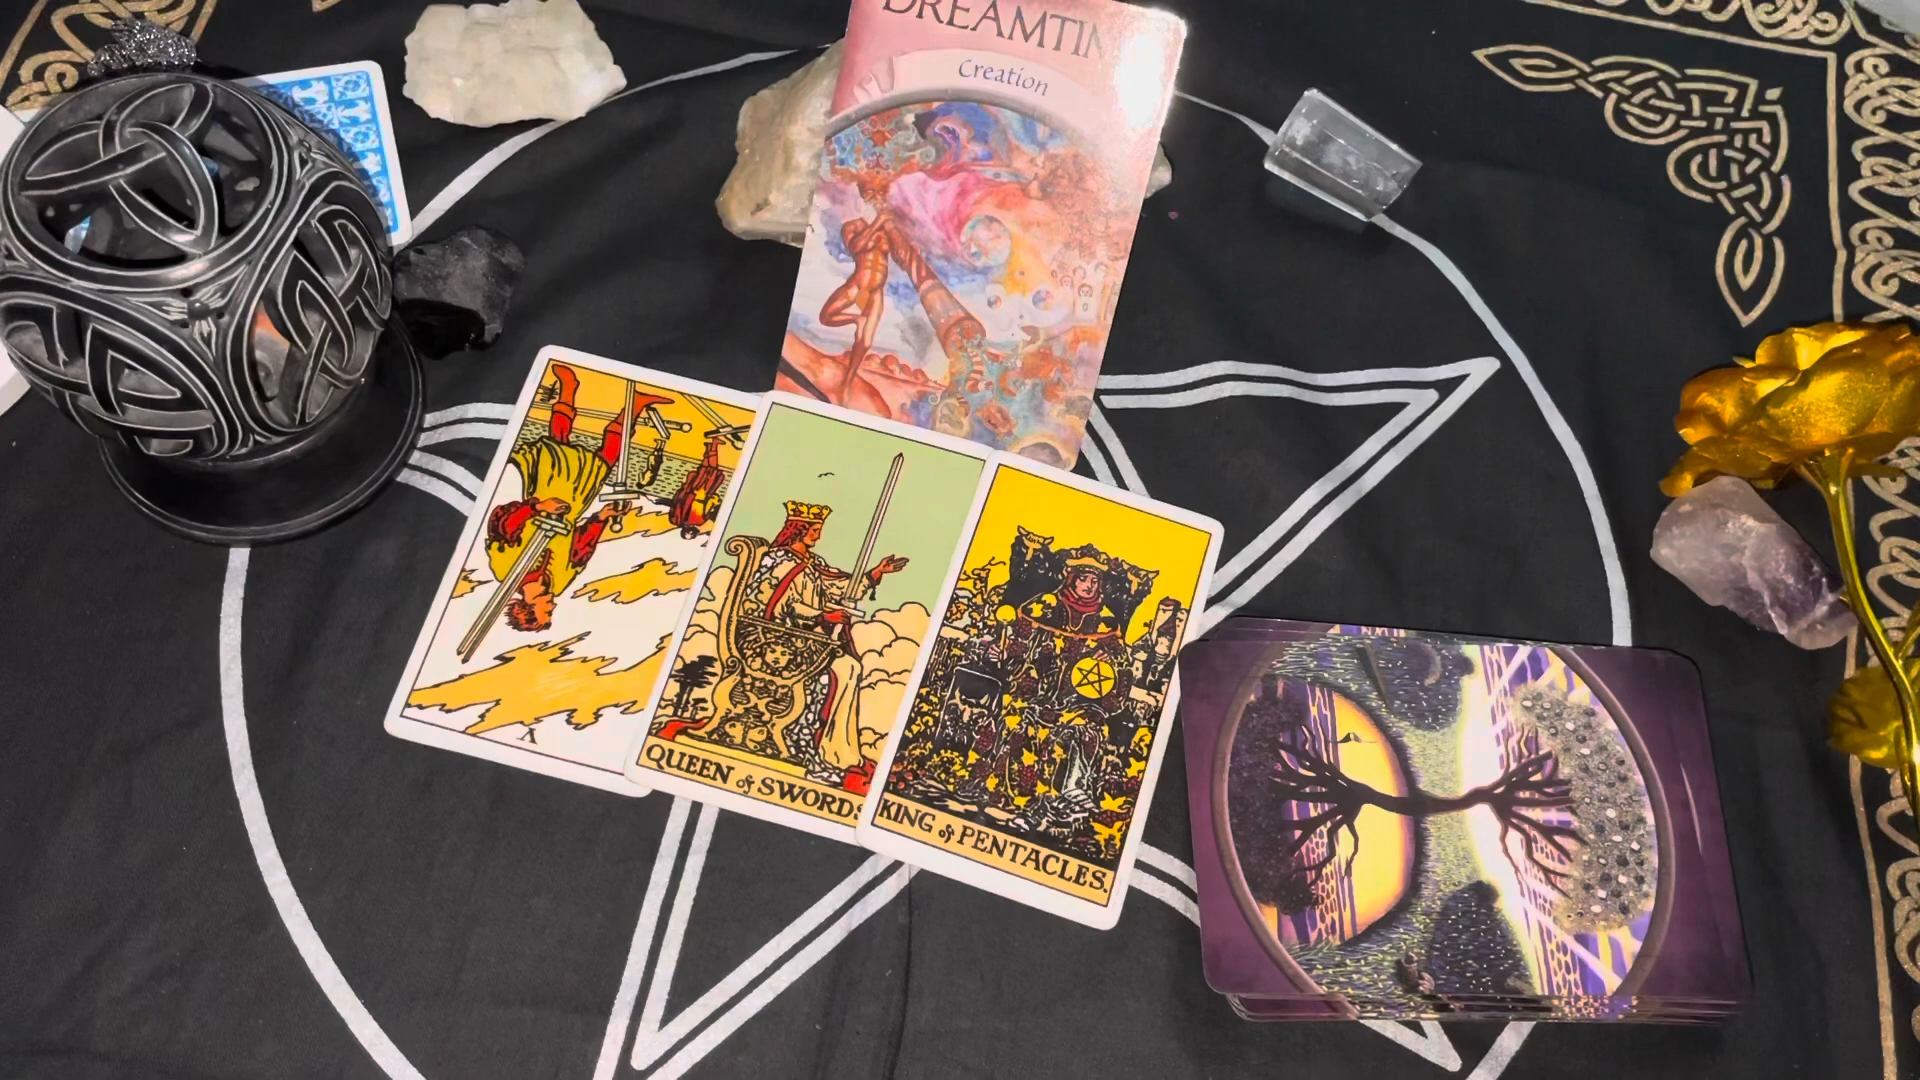 DREAMTIM
Creation
V
QUEEN of SWORDS
KING of PENTACLES.